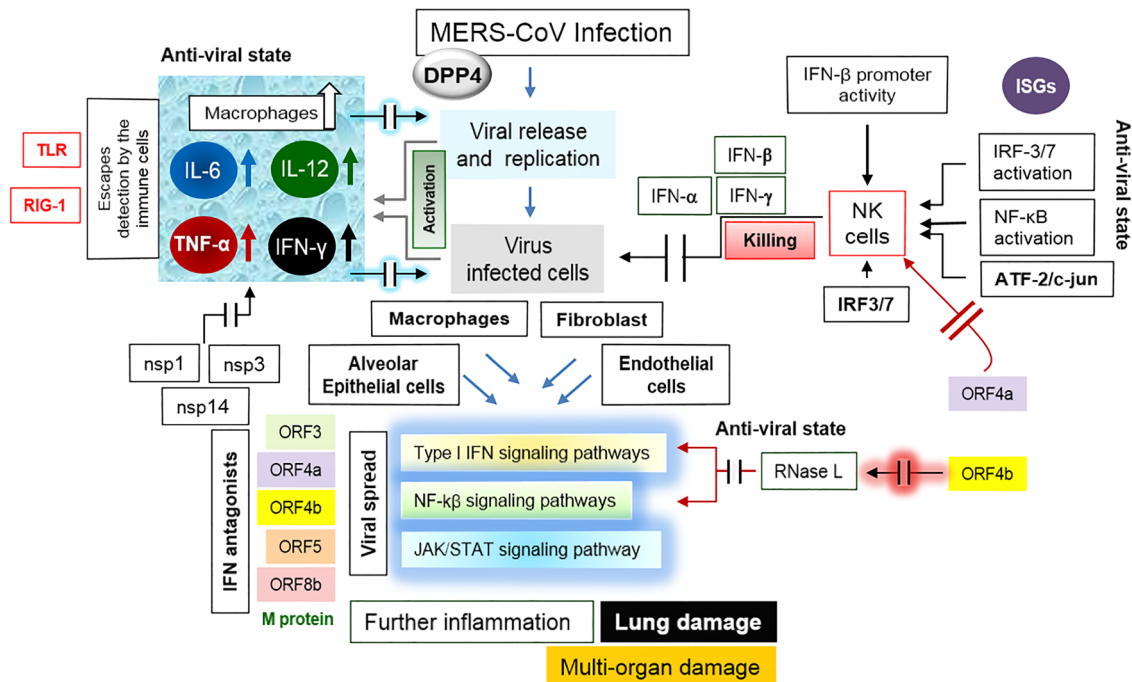 MERS-CoV Infection
DPP4
Anti-viral state
Macrophages
IL-6
IL-12
TNF-α
IFN-γ
Escapes
detection by the
immune cells
TLR
RIG-1
Viral release
and replication
Activation
Virus
infected cells
IFN-β
IFN-α
IFN-γ
Killing
IFN-β promoter
activity
ISGs
NK
cells
IRF-3/7
activation
NF-κB
activation
ATF-2/c-jun
Anti-viral state
IRF3/7
ORF4a
nsp1
nsp3
nsp14
Macrophages
Fibroblast
Alveolar
Epithelial cells
Endothelial
cells
IFN antagonists
ORF3
ORF4a
ORF4b
ORF5
ORF8b
M protein
Viral spread
Type I IFN signaling pathways
NF-kβ signaling pathways
JAK/STAT signaling pathway
Anti-viral state
RNase L
ORF4b
Further inflammation
Lung damage
Multi-organ damage